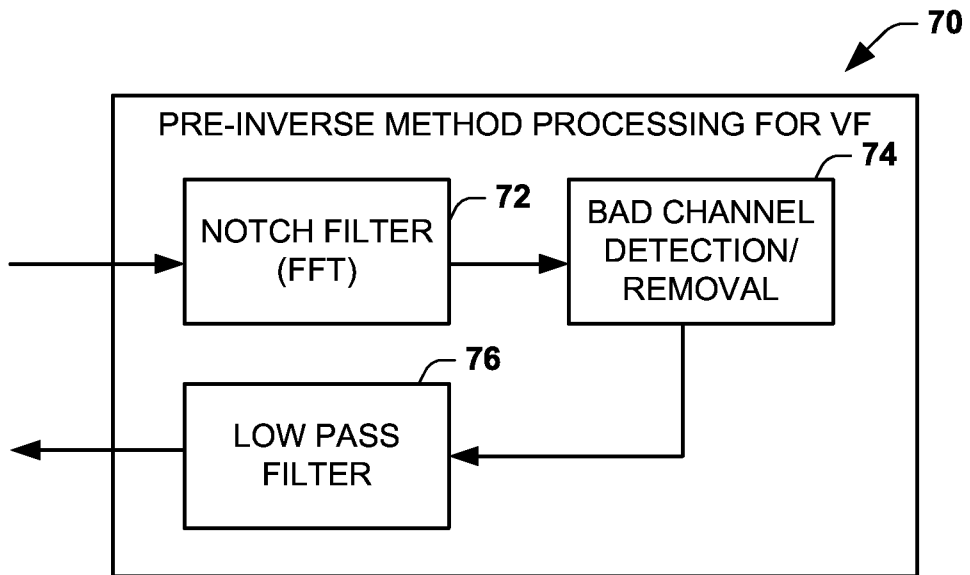 70
PRE-INVERSE METHOD PROCESSING FOR VF
74
72
NOTCH FILTER
(FFT)
BAD CHANNEL
DETECTION/
REMOVAL
76
LOW PASS
FILTER